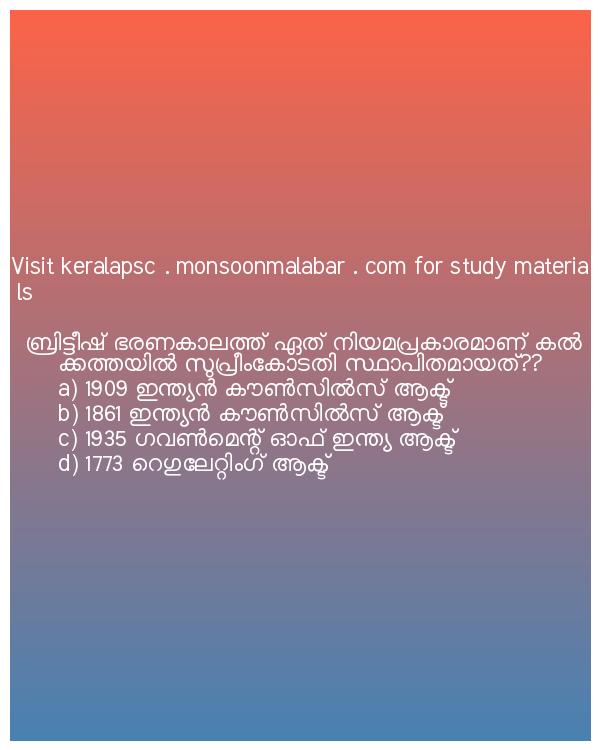 Visit keralapsc . monsoonmalabar . com for study materia
ls
ബ്രിട്ടീഷ് ഭരണകാലത്ത് ഏത് നിയമപ്രകാരമാണ് കൽ
ക്കത്തയിൽ സുപ്രീംകോടതി സ്ഥാപിതമായത്??
a) 1909 ഇന്ത്യൻ കൗൺസിൽസ് ആക്ട്
b) 1861 ഇന്ത്യൻ കൗൺസിൽസ് ആക്ട്
c) 1935 ഗവൺമെന്റ് ഓഫ് ഇന്ത്യ ആക്ട്
d) 1773 റെഗുലേറ്റിംഗ് ആക്ട്